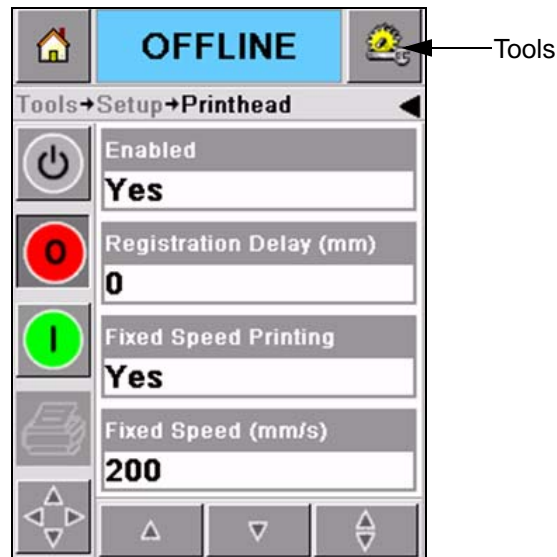 OFFLINE
Tools
Tools→Setup→Printhead
Enabled
Yes
Registration Delay (mm)
0
O
Fixed Speed Printing
Yes
I
Fixed Speed (mm/s)
200